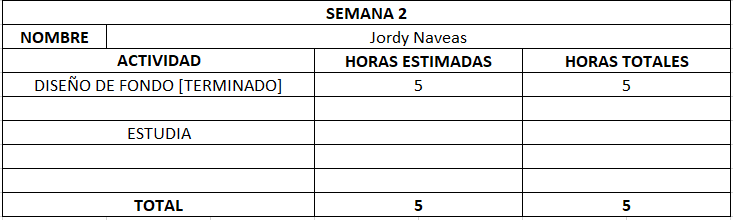 SEMANA 2
NOMBRE Jordy Naveas
ACTIVIDAD HORAS ESTIMADAS HORAS TOTALES
DISEÑO DE FONDO [TERMINADO] 5 5
ESTUDIA
TOTAL 5 5